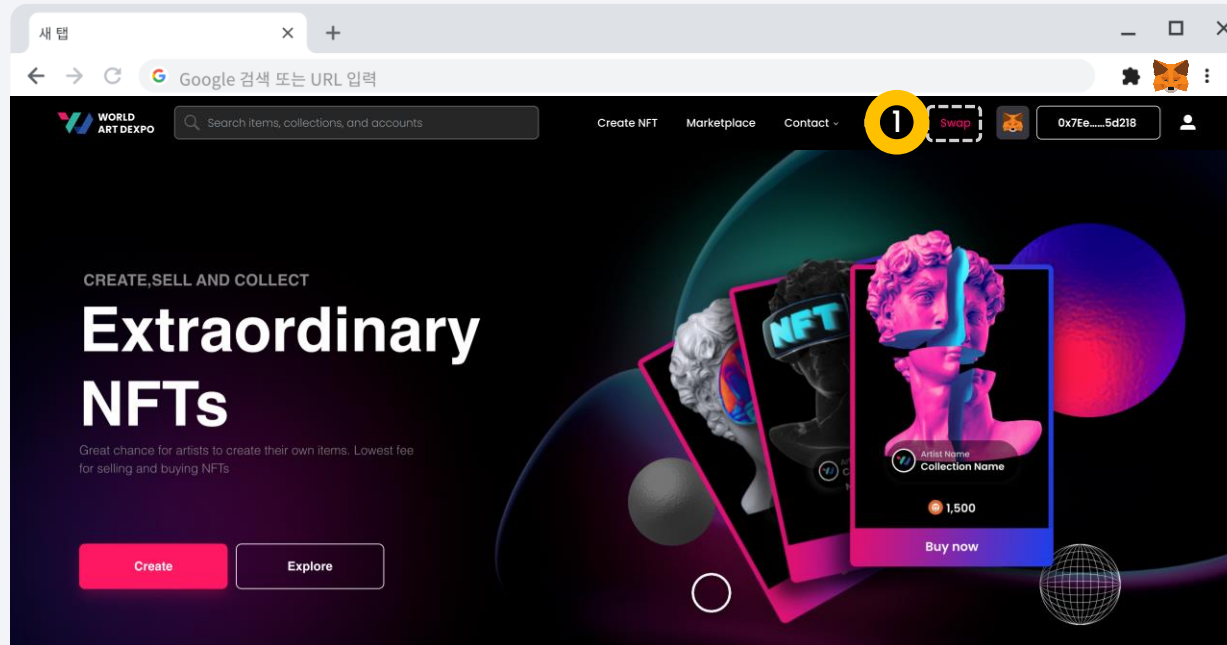 새 탭
Google 검색 또는 URL 입력
WORLD
ART DEXPO
Search items, collections, and accounts
Create NFT
Marketplace
Contact
1
Swap
0x7Ee......5d218
CREATE,SELL AND COLLECT
Extraordinary
NFTs
Great chance for artists to create their own items. Lowest fee
for selling and buying NFTs
Create
Explore
NFT
Artist Name
Collection Name
1,500
Buy now